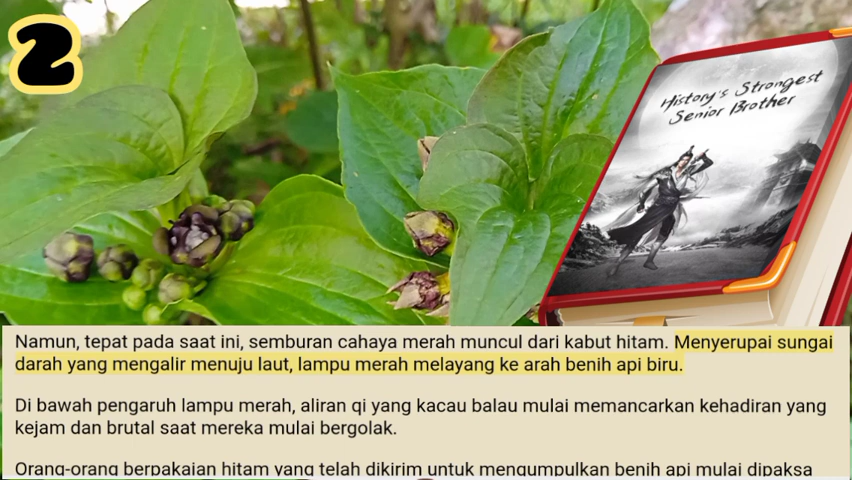 2
History's Strongest
Senior Brother
Namun, tepat pada saat ini, semburan cahaya merah muncul dari kabut hitam. Menyerupai sungai
darah yang mengalir menuju laut, lampu merah melayang ke arah benih api biru.
Di bawah pengaruh lampu merah, aliran qi yang kacau balau mulai memancarkan kehadiran yang
kejam dan brutal saat mereka mulai bergolak.
Orang-orang berpakaian hitam yang telah dikirim untuk mengumpulkan benih api mulai dipaksa